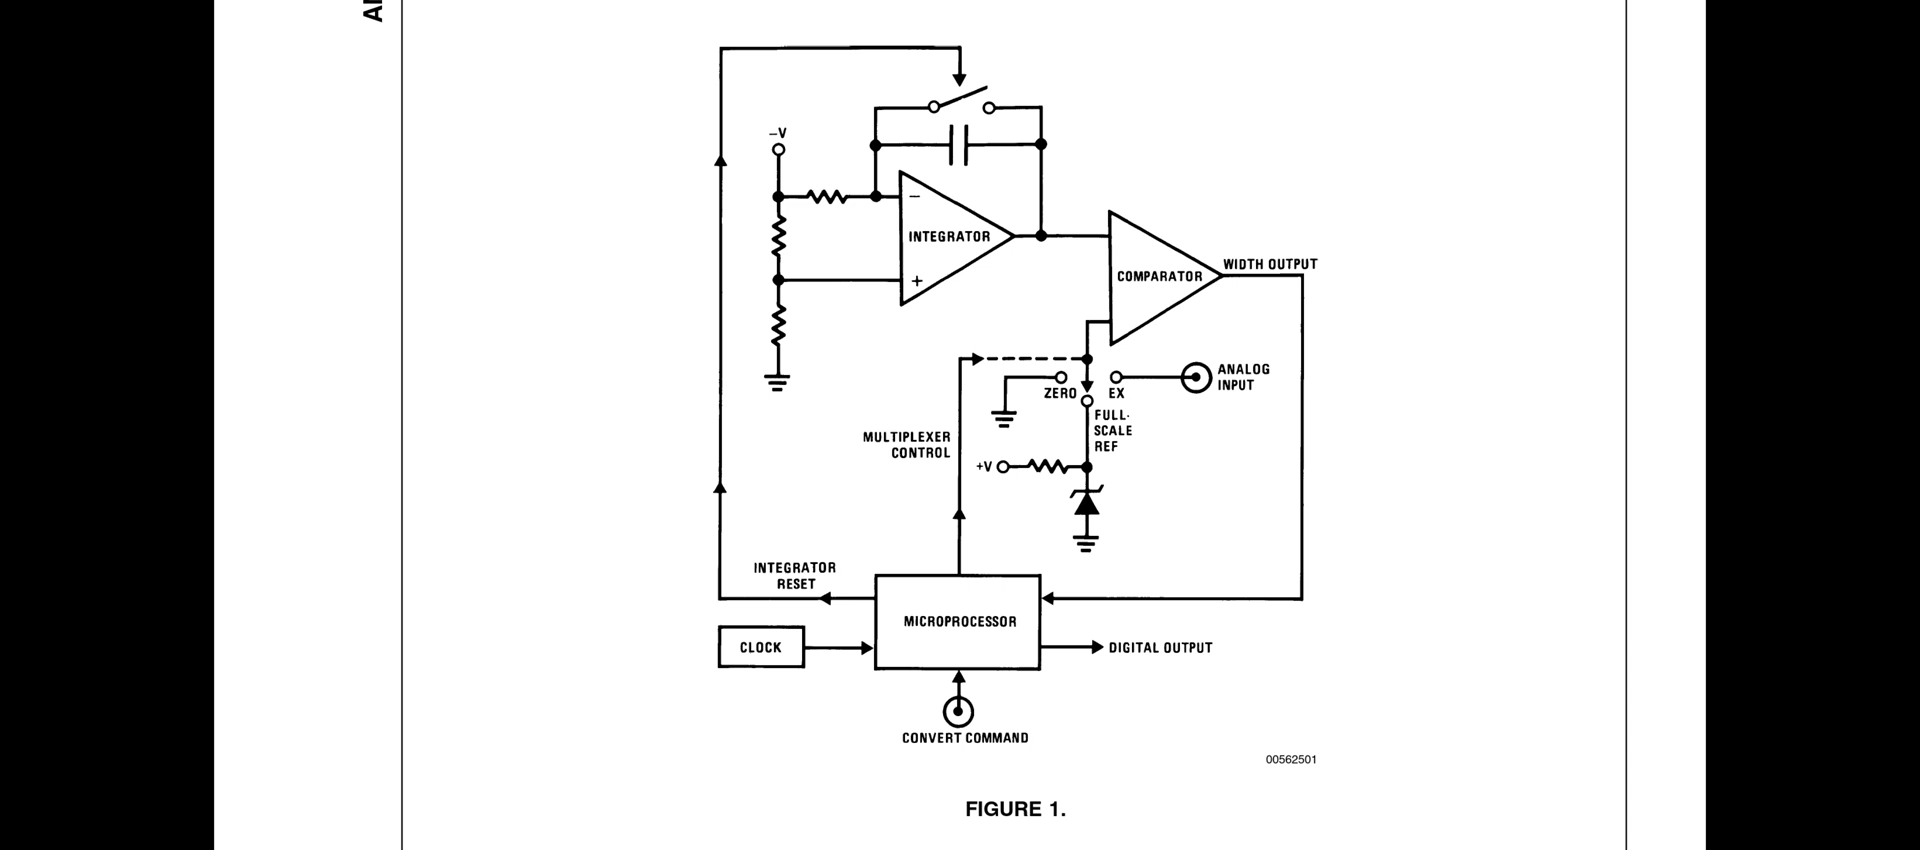 -V
−
INTEGRATOR
+
COMPARATOR
WIDTH OUTPUT
ANALOG
INPUT
ZERO
EX
FULL-
SCALE
REF
MULTIPLEXER
CONTROL
+V
INTEGRATOR
RESET
MICROPROCESSOR
CLOCK
DIGITAL OUTPUT
CONVERT COMMAND
00562501
FIGURE 1.